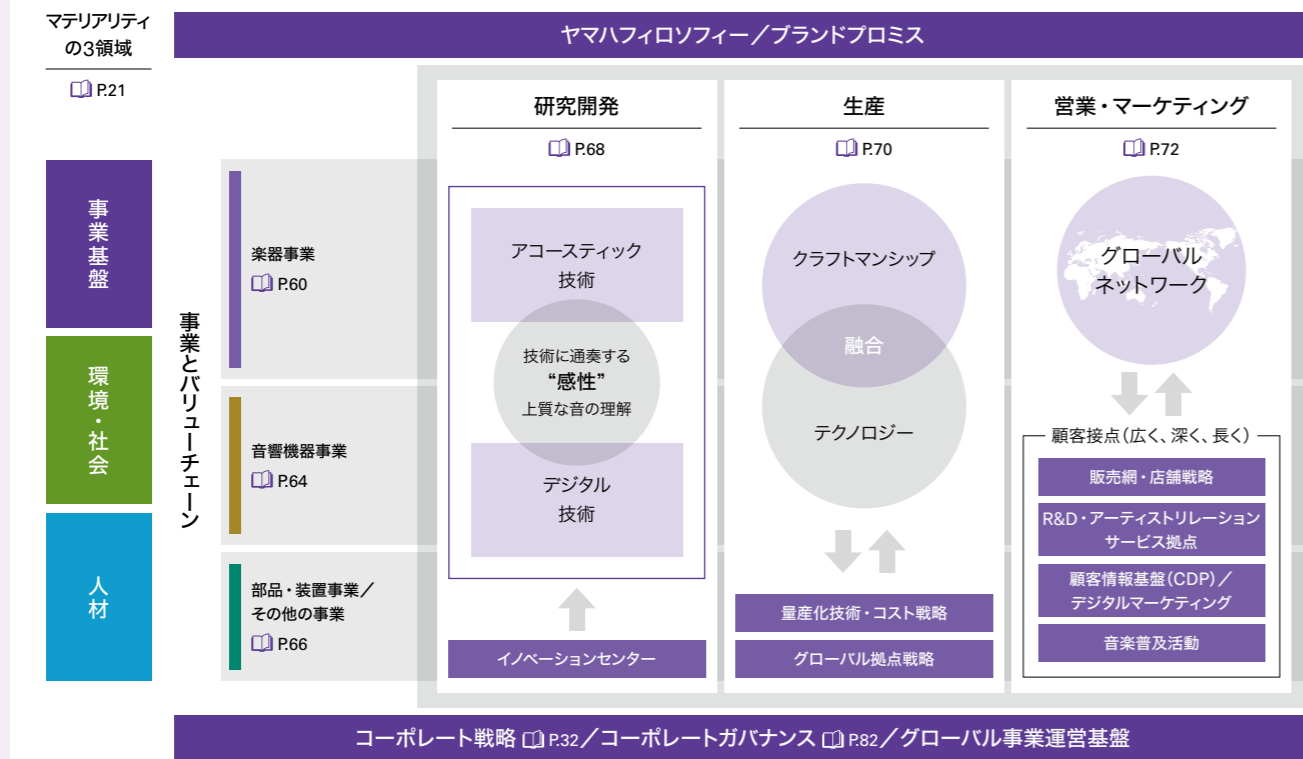 マテリアリティ
の3領域
P.21
ヤマハフィロソフィー／ブランドプロミス
事業基盤
環境・社会
人材
事業とバリューチェーン
楽器事業
P.60
音響機器事業
P.64
部品・装置事業／
その他の事業
P.66
研究開発
P.68
アコースティック
技術
技術に通奏する
“感性”
上質な音の理解
デジタル
技術
イノベーションセンター
生産
P.70
クラフトマンシップ
融合
テクノロジー
量産化技術・コスト戦略
グローバル拠点戦略
営業・マーケティング
P.72
グローバル
ネットワーク
顧客接点（広く、深く、長く）
販売網・店舗戦略
R&D・アーティストリレーション
サービス拠点
顧客情報基盤（CDP）／
デジタルマーケティング
音楽普及活動
コーポレート戦略 P.32／コーポレートガバナンス P.82／グローバル事業運営基盤